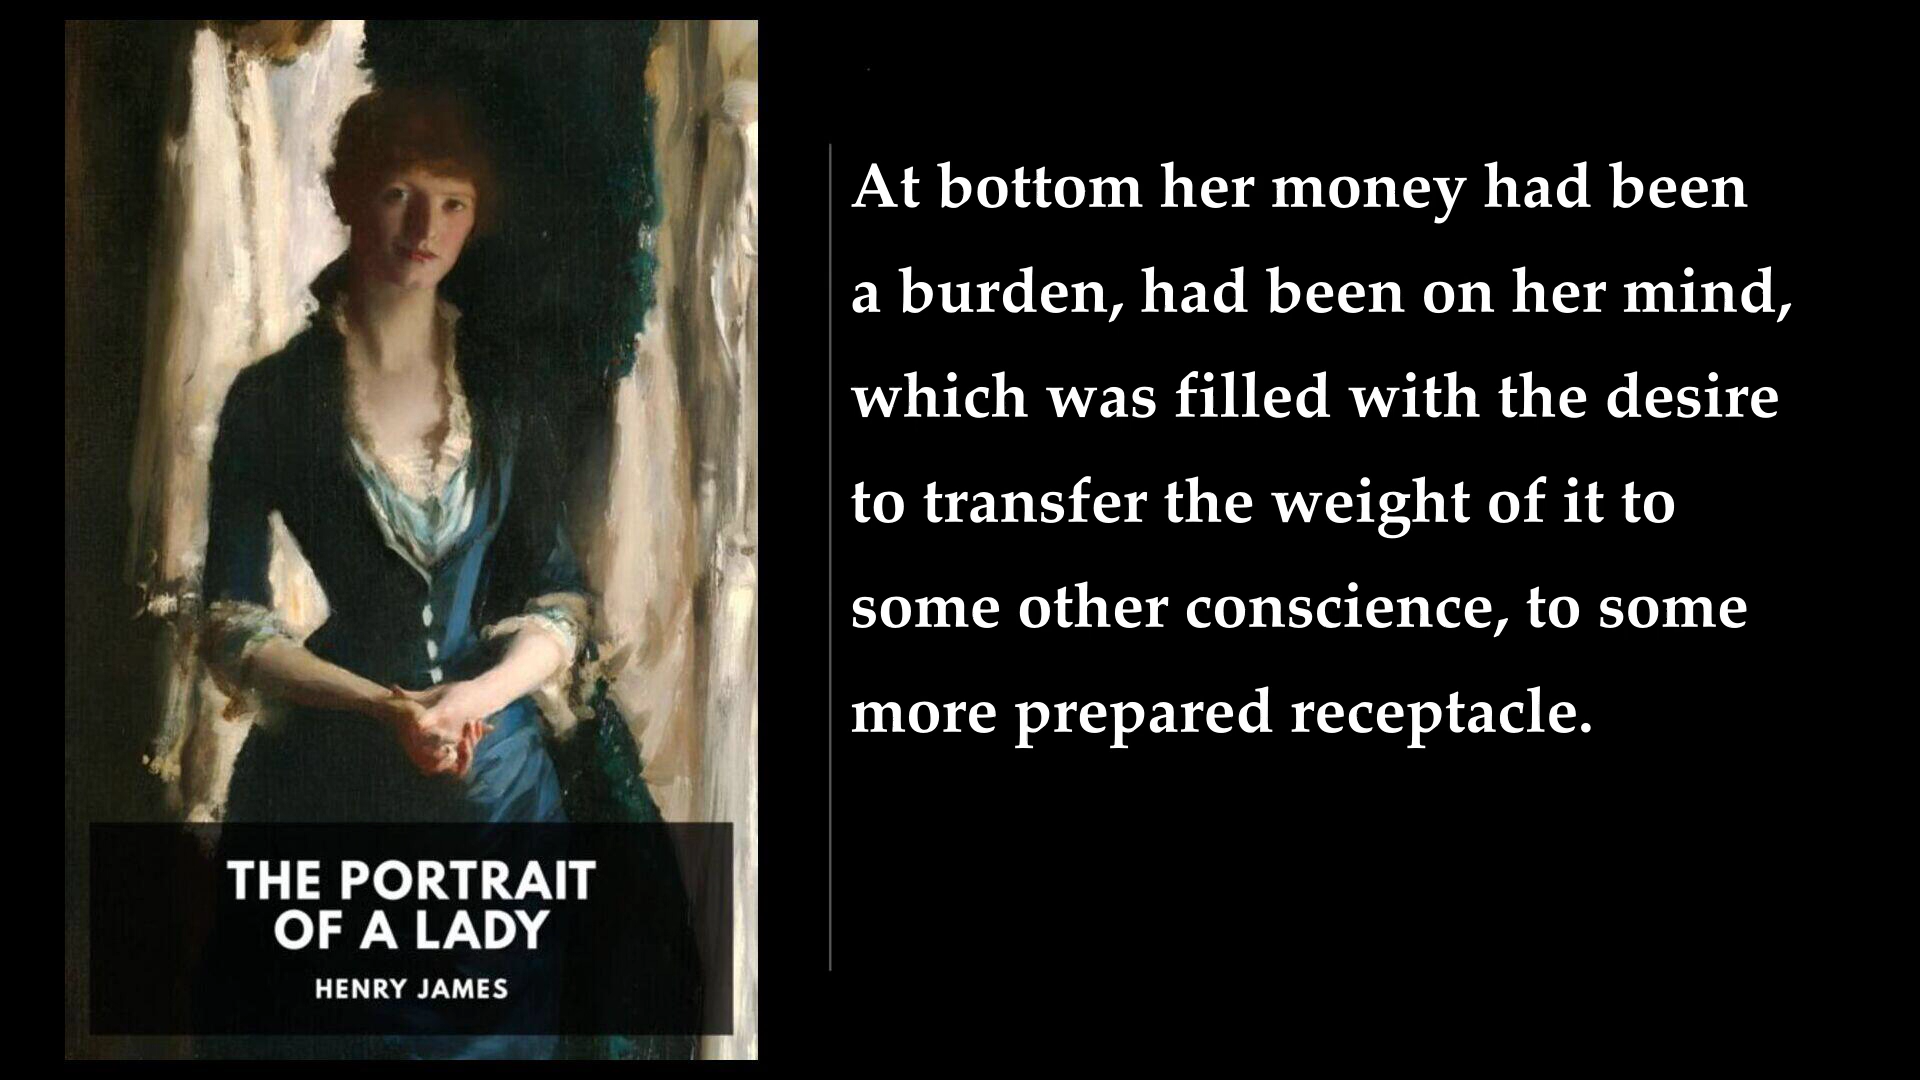 At bottom her money had been
a burden, had been on her mind,
which was filled with the desire
to transfer the weight of it to
some other conscience, to some
more prepared receptacle.
THE PORTRAIT
OF A LADY
HENRY JAMES